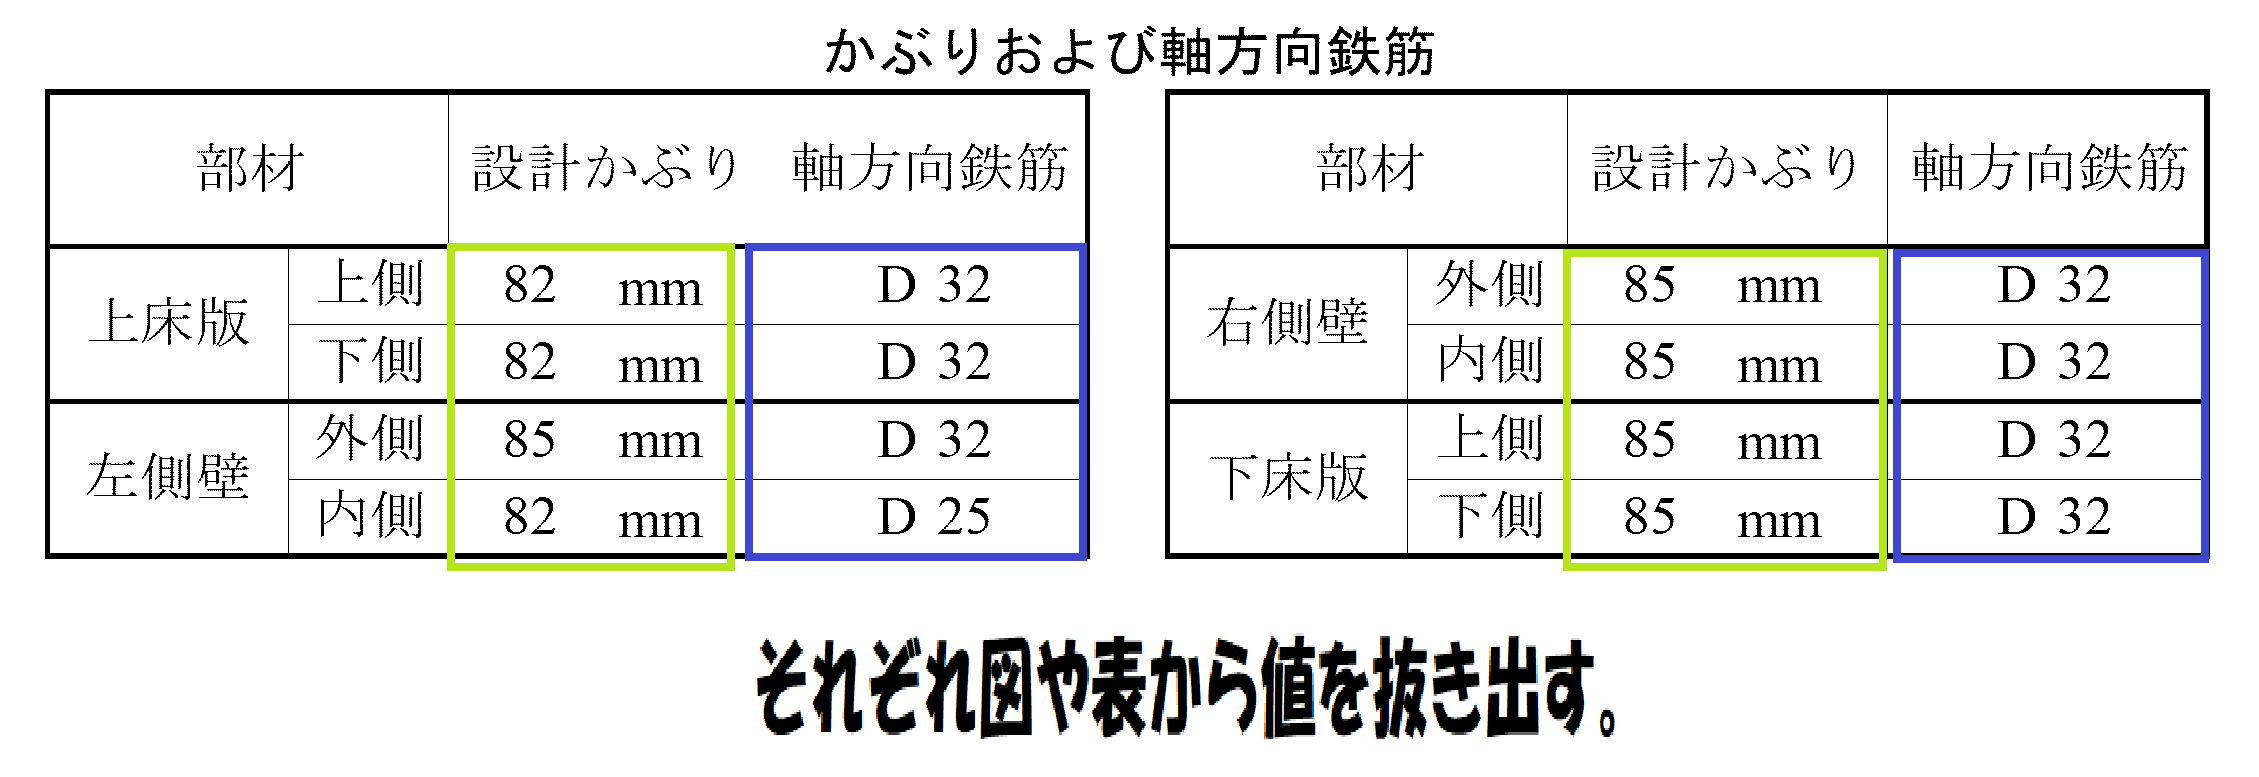 かぶりおよび軸方向鉄筋
部材 設計かぶり 軸方向鉄筋
上床版 上側 82 mm D 32
下側 82 mm D 32
左側壁 外側 85 mm D 32
内側 82 mm D 25
部材 設計かぶり 軸方向鉄筋
右側壁 外側 85 mm D 32
内側 85 mm D 32
下床版 上側 85 mm D 32
下側 85 mm D 32
それぞれ図や表から値を抜き出す。